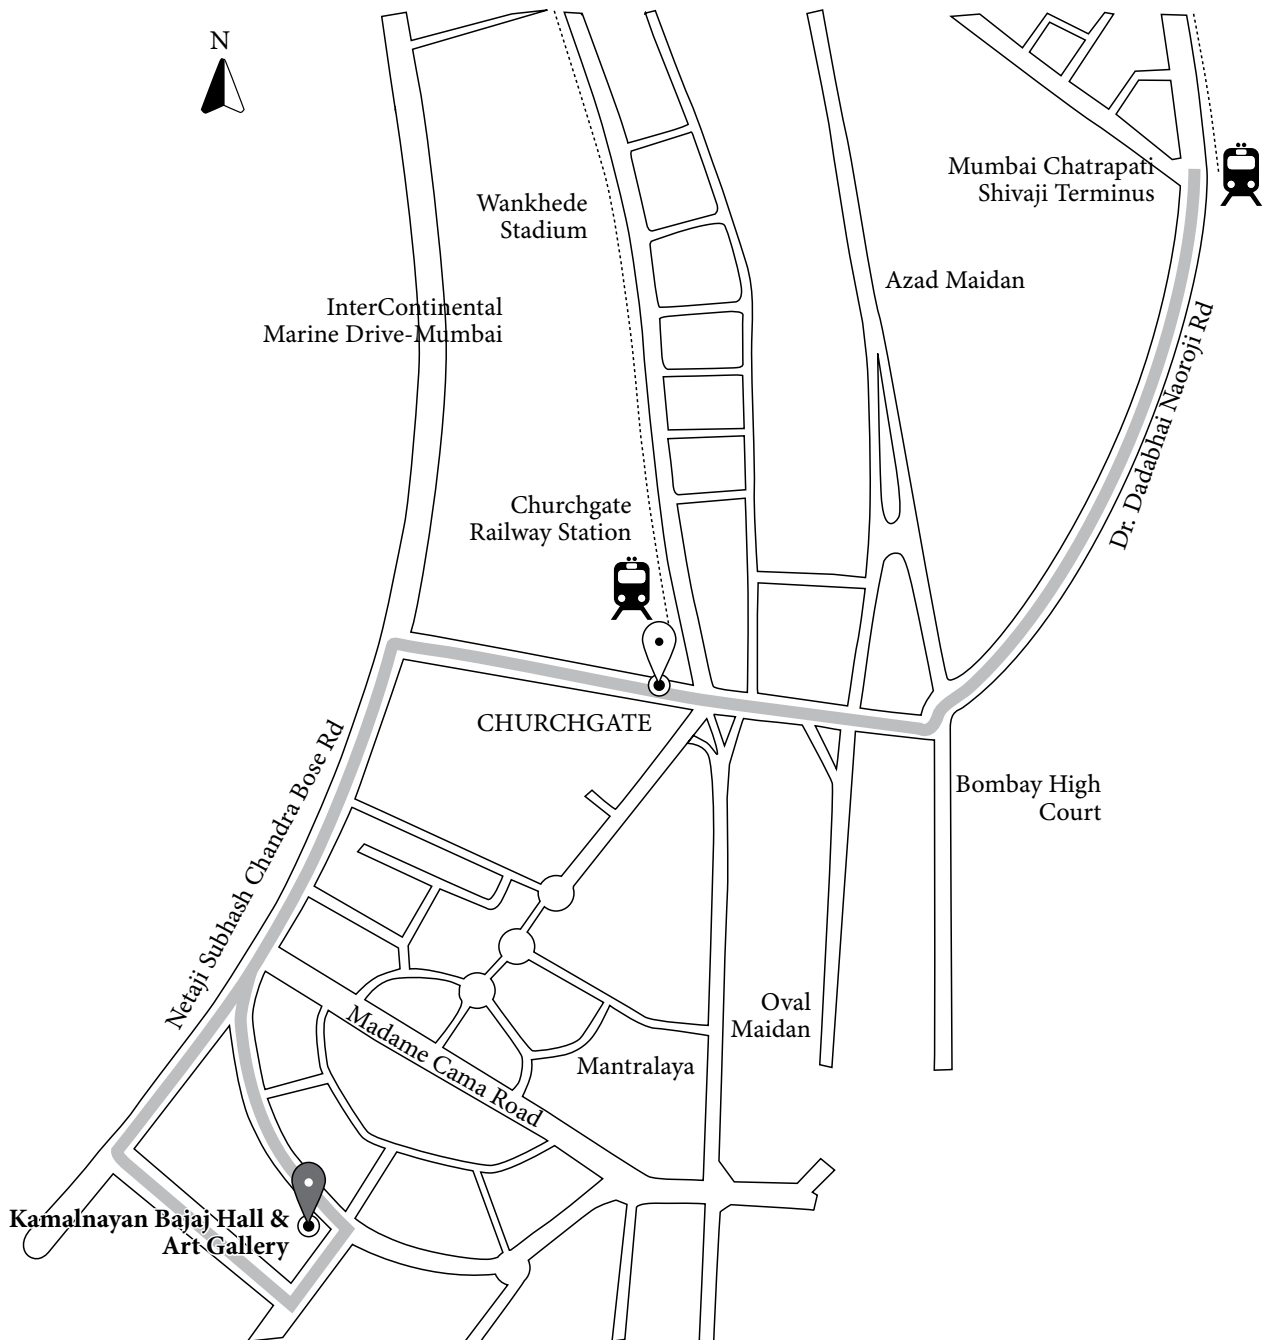 N
Mumbai Chatrapati
Shivaji Terminus
Wankhede
Stadium
Azad Maidan
InterContinental
Marine Drive-Mumbai
Dr. Dadabhai Naoroji Rd
Churchgate
Railway Station
CHURCHGATE
Netaji Subhash Chandra Bose Rd
Bombay High
Court
Oval
Maidan
Madame Cama Road
Mantralaya
Kamalnayan Bajaj Hall &
Art Gallery